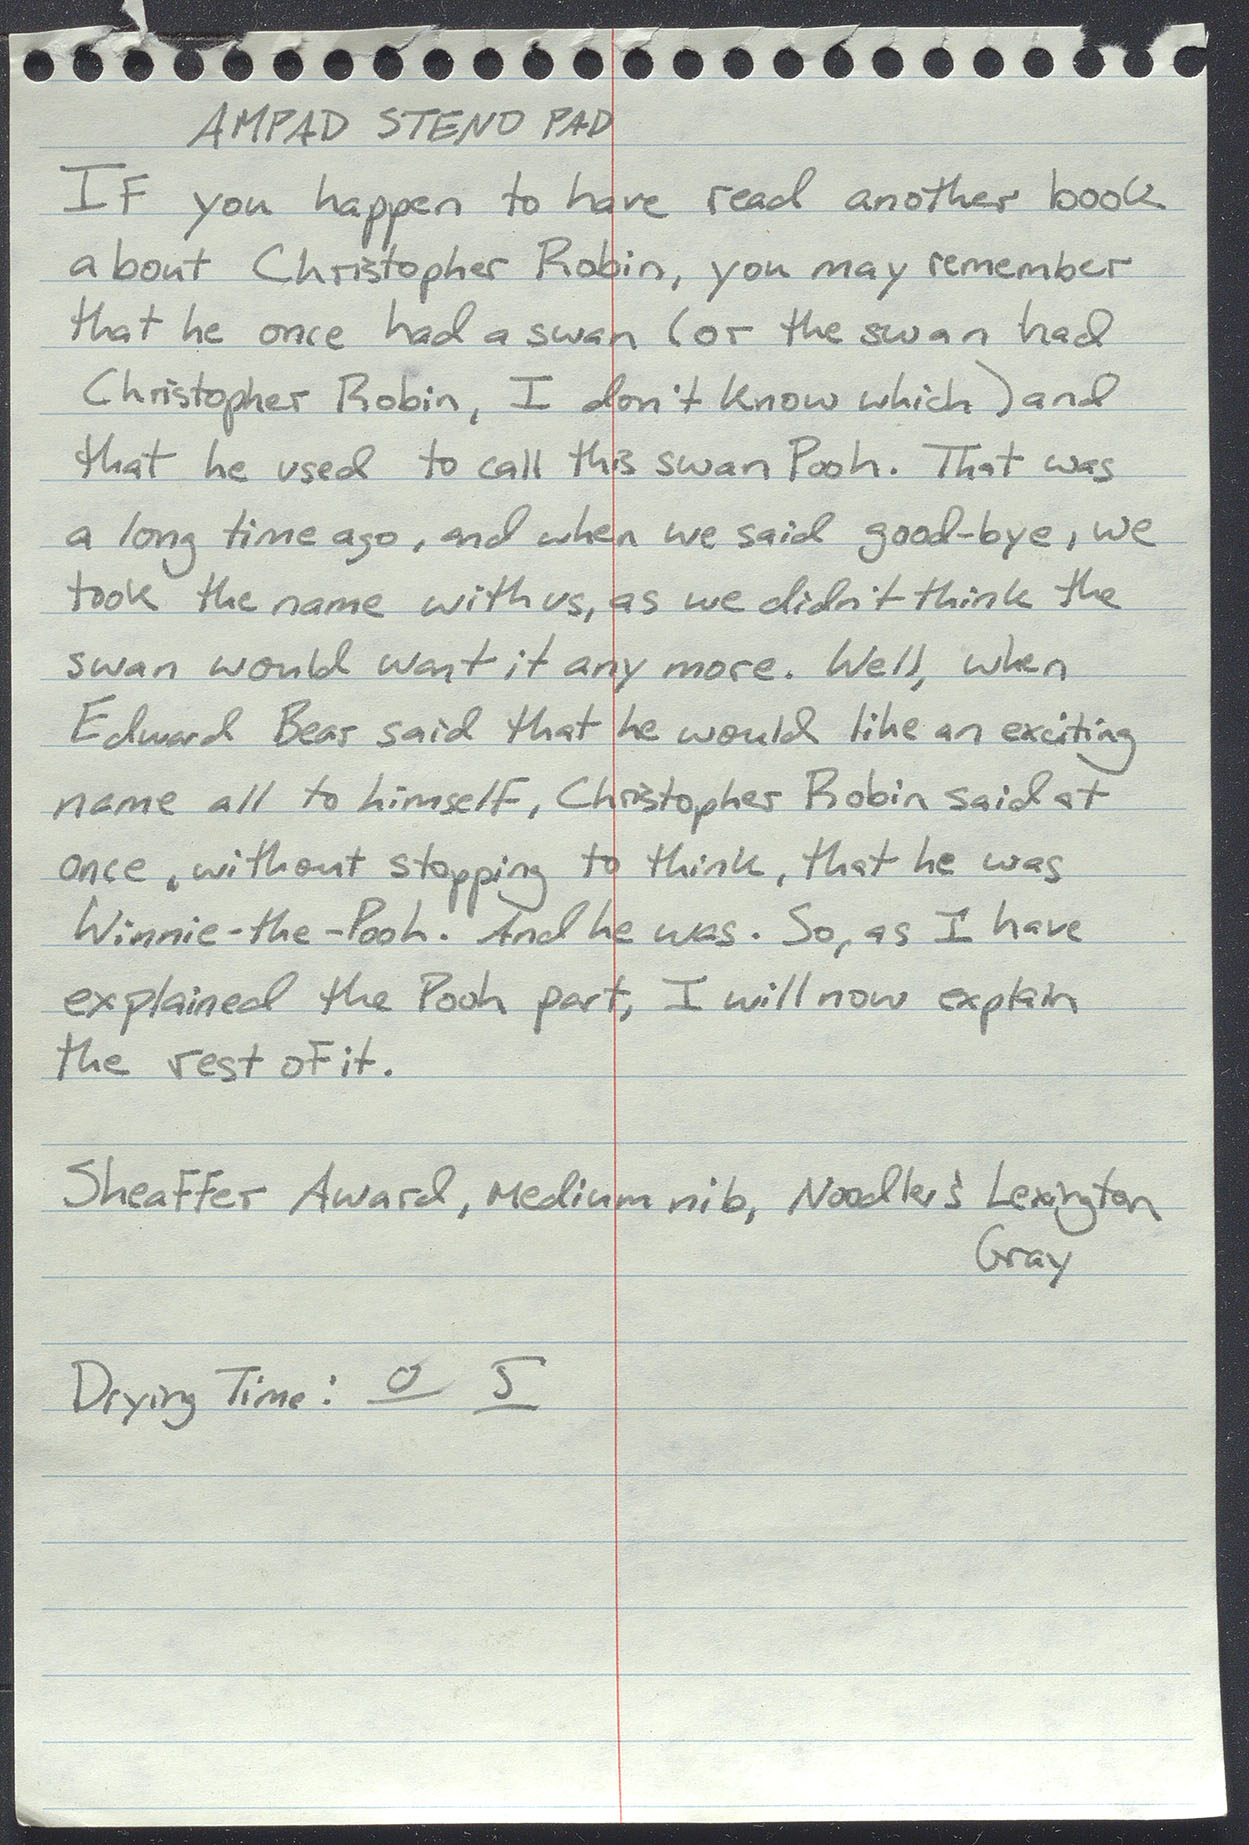 AMPAD STENO PAD
If you happen to have read another book
about Christopher Robin, you may remember
that he once had a swan (or the swan had
Christopher Robin, I don't know which) and
that he used to call this swan Pooh. That was
a long time ago, and when we said good-bye, we
took the name with us, as we didn't think the
swan would want it any more. Well, when
Edward Bear said that he would like an exciting
name all to himself, Christopher Robin said at
once, without stopping to think, that he was
Winnie-the-Pooh. And he was. So, as I have
explained the Pooh part, I will now explain
the rest of it.
Sheaffer Award, medium nib, Noodler's Lexington
Gray
Drying Time: 0 5